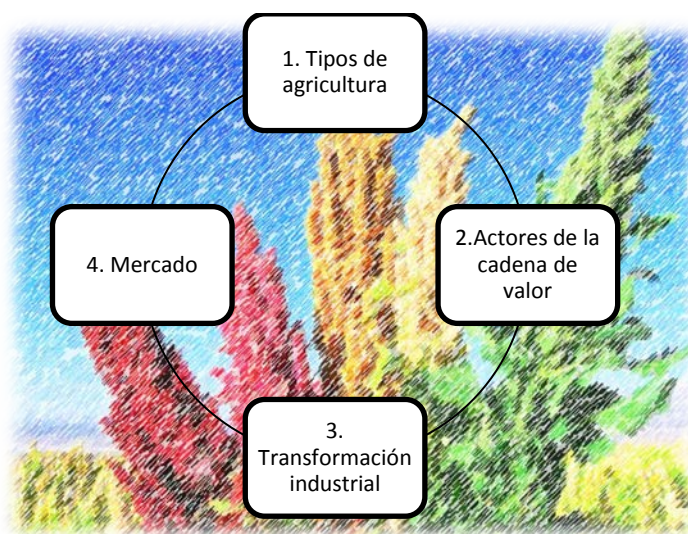 1. Tipos de
agricultura
2.Actores de la
cadena de
valor
3.
Transformación
industrial
4. Mercado